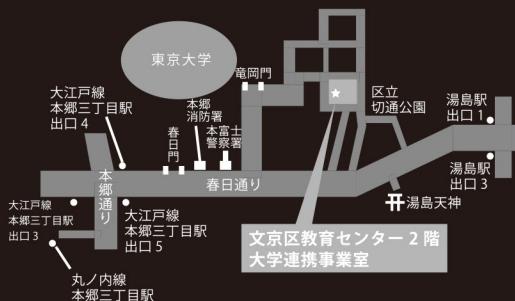 東京大学
竜岡門
区立
切通公園
湯島駅
出口 1
大江戸線
本郷三丁目駅
出口 4
本郷
消防署
春日門
本富士
警察署
湯島駅
出口 3
本郷通り
春日通り
湯島天神
大江戸線
本郷三丁目駅
出口 3
大江戸線
本郷三丁目駅
出口 5
文京区教育センター 2 階
大学連携事業室
丸ノ内線
本郷三丁目駅